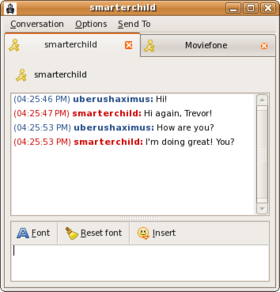 smarterchild
Conversation Options Send To
smarterchild Moviefone
smarterchild
(04:25:46 PM) uberushaximus: Hi!
(04:25:47 PM) smarterchild: Hi again, Trevor!
(04:25:53 PM) uberushaximus: How are you?
(04:25:53 PM) smarterchild: I'm doing great! You?
Font Reset font Insert